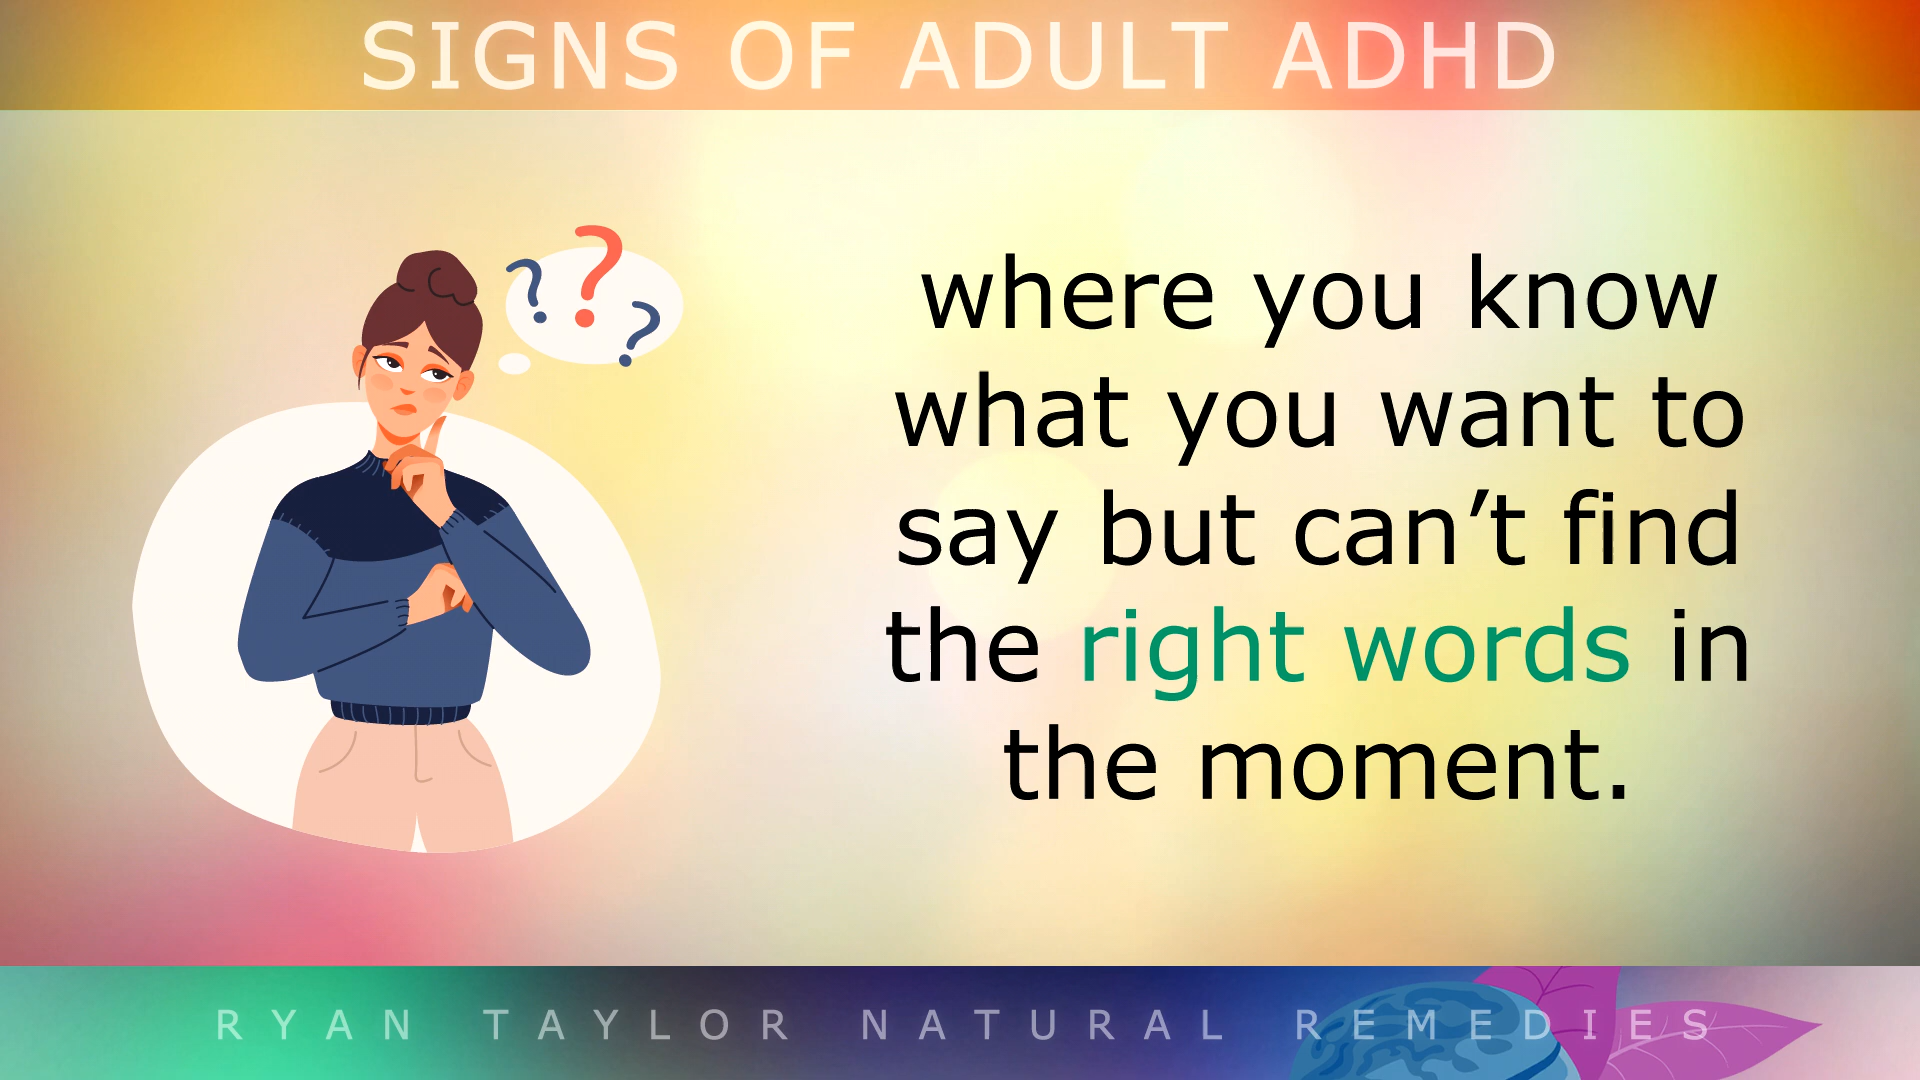 SIGNS OF ADULT ADHD
? ? ?
where you know
what you want to
say but can’t find
the right words in
the moment.
RYAN TAYLOR NATURAL REMEDIES